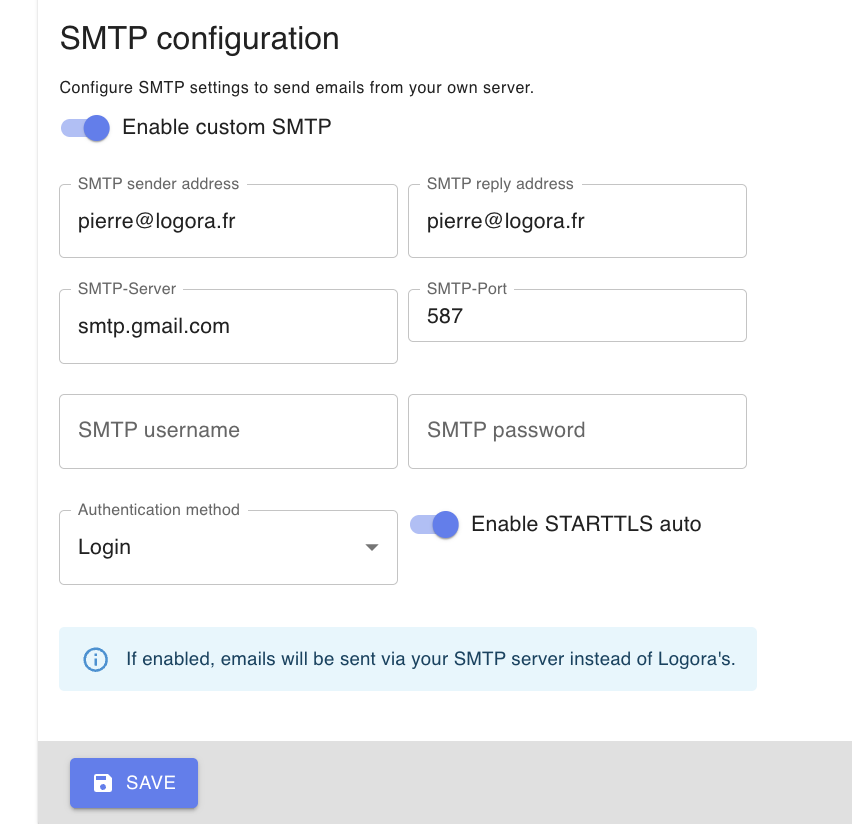 SMTP configuration
Configure SMTP settings to send emails from your own server.
Enable custom SMTP
SMTP sender address
pierre@logora.fr
SMTP reply address
pierre@logora.fr
SMTP-Server
smtp.gmail.com
SMTP-Port
587
SMTP username
SMTP password
Authentication method
Login
Enable STARTTLS auto
If enabled, emails will be sent via your SMTP server instead of Logora's.
SAVE